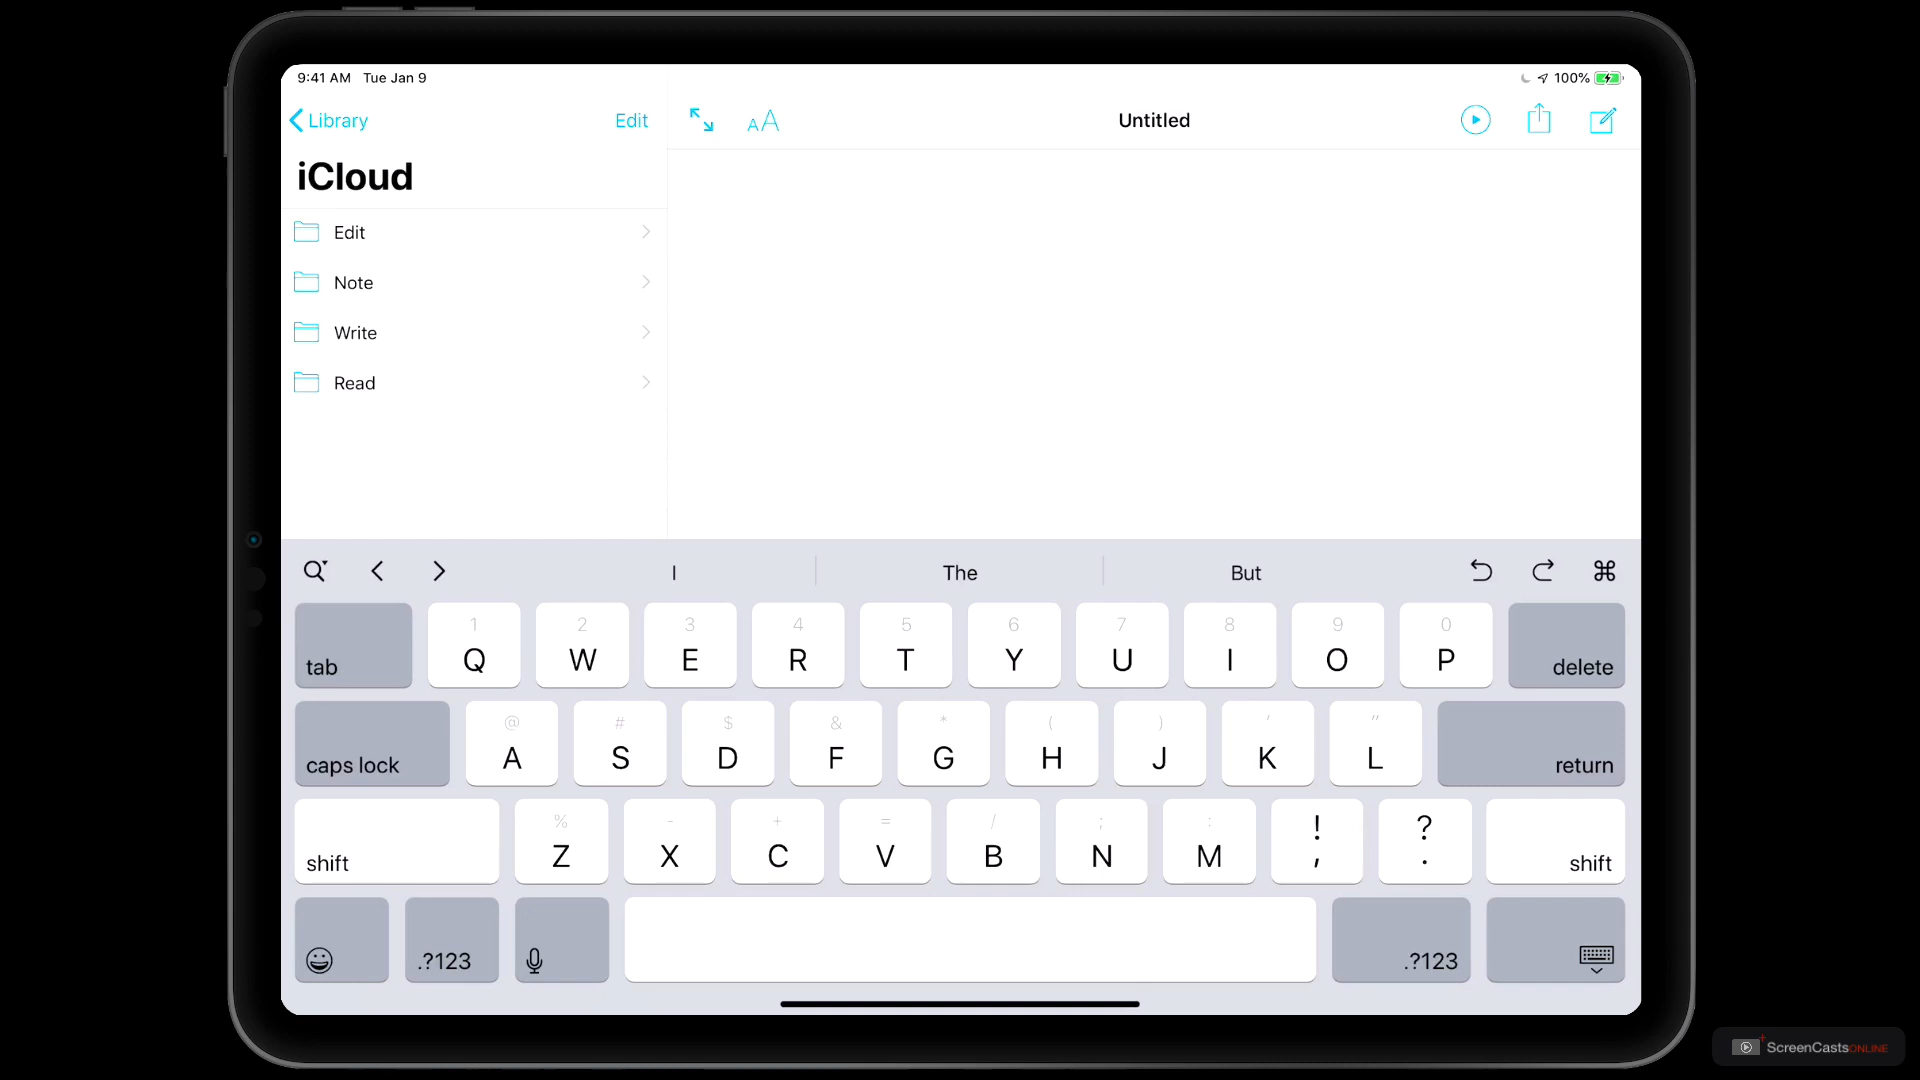 9:41 AM Tue Jan 9
100%
Library
Edit
AA
Untitled
iCloud
Edit
Note
Write
Read
I
The
But
tab
1 Q
2 W
3 E
4 R
5 T
6 Y
7 U
8 I
9 O
0 P
delete
caps lock
@ A
# S
$ D
& F
* G
( H
) J
' K
" L
return
shift
% Z
- X
+ C
= V
/ B
; N
: M
! ,
? .
shift
.?123
.?123
ScreenCastsONLINE